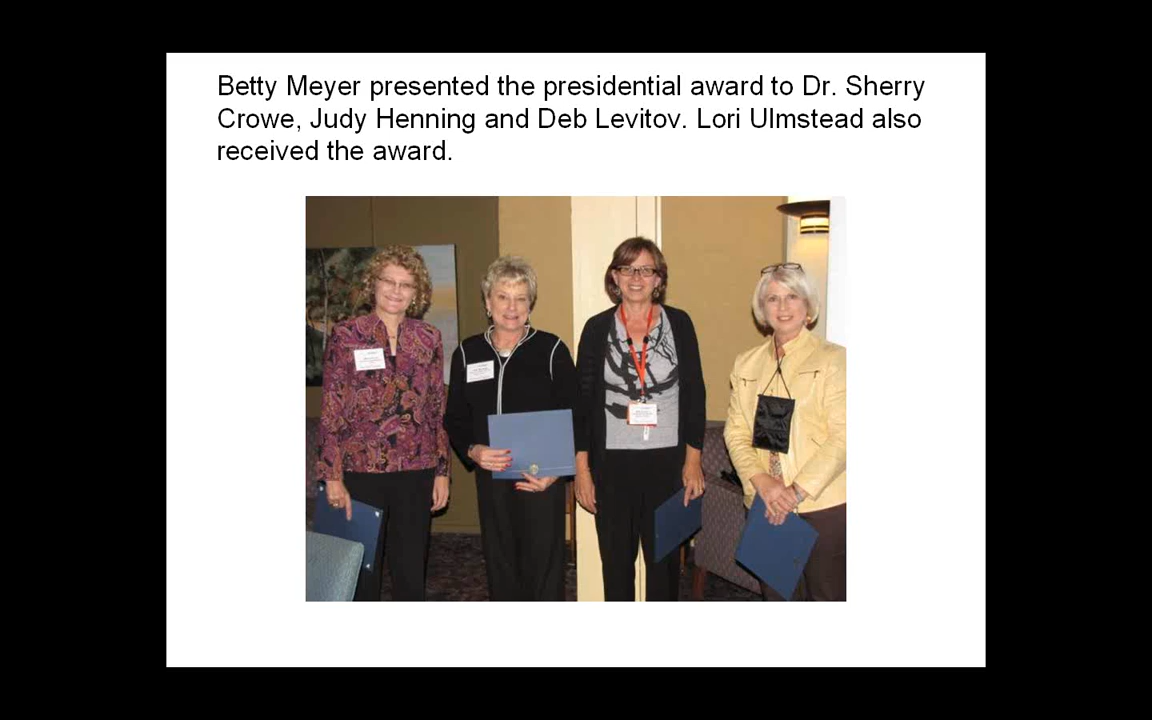 Betty Meyer presented the presidential award to Dr. Sherry
Crowe, Judy Henning and Deb Levitov. Lori Ulmstead also
received the award.